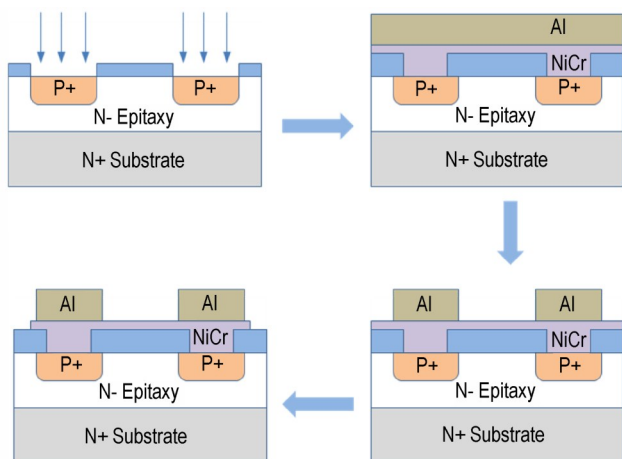 P+
P+
N- Epitaxy
N+ Substrate
Al
NiCr
P+
P+
N- Epitaxy
N+ Substrate
Al
Al
NiCr
P+
P+
N- Epitaxy
N+ Substrate
Al
Al
NiCr
P+
P+
N- Epitaxy
N+ Substrate